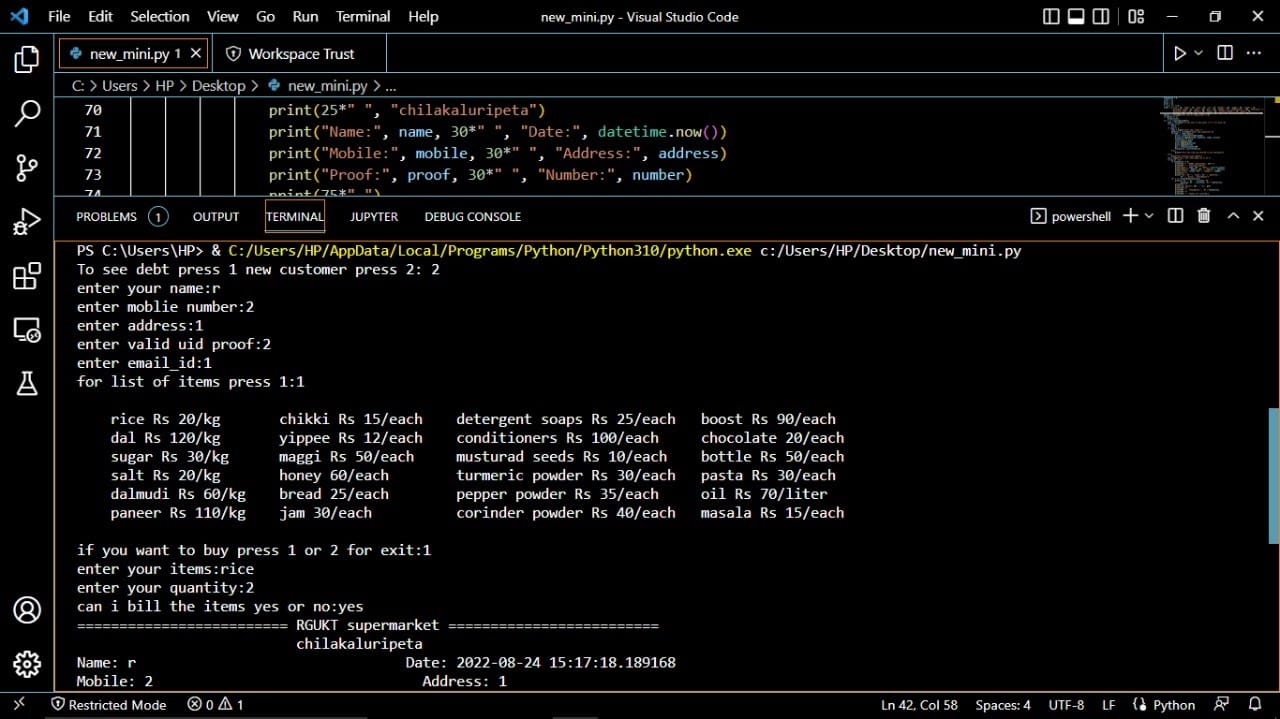 File Edit Selection View Go Run Terminal Help new_mini.py - Visual Studio Code
new_mini.py 1 Workspace Trust
C: > Users > HP > Desktop > new_mini.py > ...
70 print(25*" ", "chilakaluripeta")
71 print("Name:", name, 30*" ", "Date:", datetime.now())
72 print("Mobile:", mobile, 30*" ", "Address:", address)
73 print("Proof:", proof, 30*" ", "Number:", number)
74 print(75*" ")
PROBLEMS 1 OUTPUT TERMINAL JUPYTER DEBUG CONSOLE powershell
PS C:\Users\HP> & C:/Users/HP/AppData/Local/Programs/Python/Python310/python.exe c:/Users/HP/Desktop/new_mini.py
To see debt press 1 new customer press 2: 2
enter your name:r
enter moblie number:2
enter address:1
enter valid uid proof:2
enter email_id:1
for list of items press 1:1
rice Rs 20/kg chikki Rs 15/each detergent soaps Rs 25/each boost Rs 90/each
dal Rs 120/kg yippee Rs 12/each conditioners Rs 100/each chocolate 20/each
sugar Rs 30/kg maggi Rs 50/each musturad seeds Rs 10/each bottle Rs 50/each
salt Rs 20/kg honey 60/each turmeric powder Rs 30/each pasta Rs 30/each
dalmudi Rs 60/kg bread 25/each pepper powder Rs 35/each oil Rs 70/liter
paneer Rs 110/kg jam 30/each corinder powder Rs 40/each masala Rs 15/each
if you want to buy press 1 or 2 for exit:1
enter your items:rice
enter your quantity:2
can i bill the items yes or no:yes
========================= RGUKT supermarket =========================
chilakaluripeta
Name: r Date: 2022-08-24 15:17:18.189168
Mobile: 2 Address: 1
Restricted Mode 0 1 Ln 42, Col 58 Spaces: 4 UTF-8 LF Python